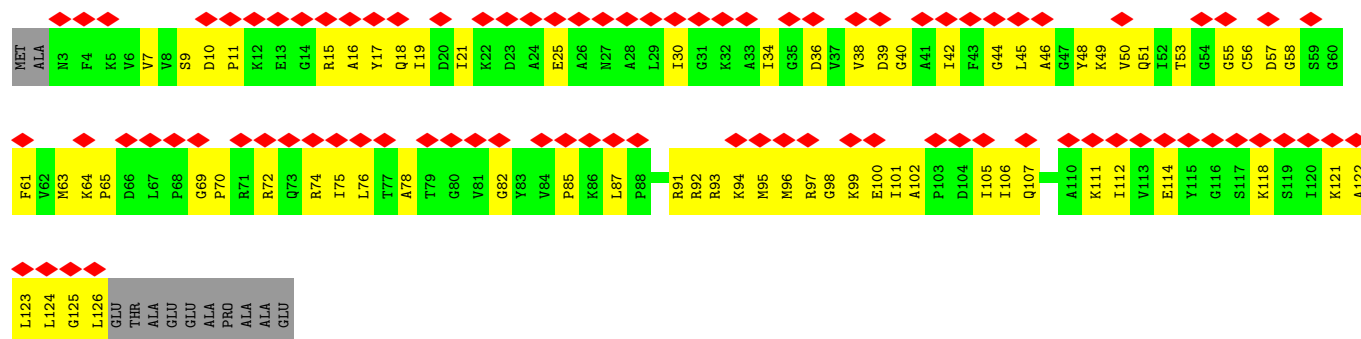 MET ALA N3 F4 K5 V6 V7 V8 S9 D10 P11 K12 E13 G14 R15 A16 Y17 Q18 I19 D20 I21 K22 D23 A24 E25 A26 N27 A28 L29 I30 G31 K32 A33 I34 G35 D36 V37 V38 D39 G40 A41 I42 F43 G44 L45 A46 G47 Y48 K49 V50 Q51 I52 T53 G54 G55 C56 D57 G58 S59 G60
F61 V62 M63 K64 P65 D66 L67 P68 G69 P70 R71 R72 Q73 R74 I75 L76 T77 A78 T79 G80 V81 G82 Y83 V84 P85 K86 L87 P88 R91 R92 R93 K94 M95 M96 R97 G98 K99 E100 I101 A102 P103 D104 I105 I106 Q107 A110 K111 I112 V113 E114 Y115 G116 S117 K118 S119 I120 K121 A122
L123 L124 G125 L126 GLU THR ALA GLU GLU ALA PRO ALA ALA GLU